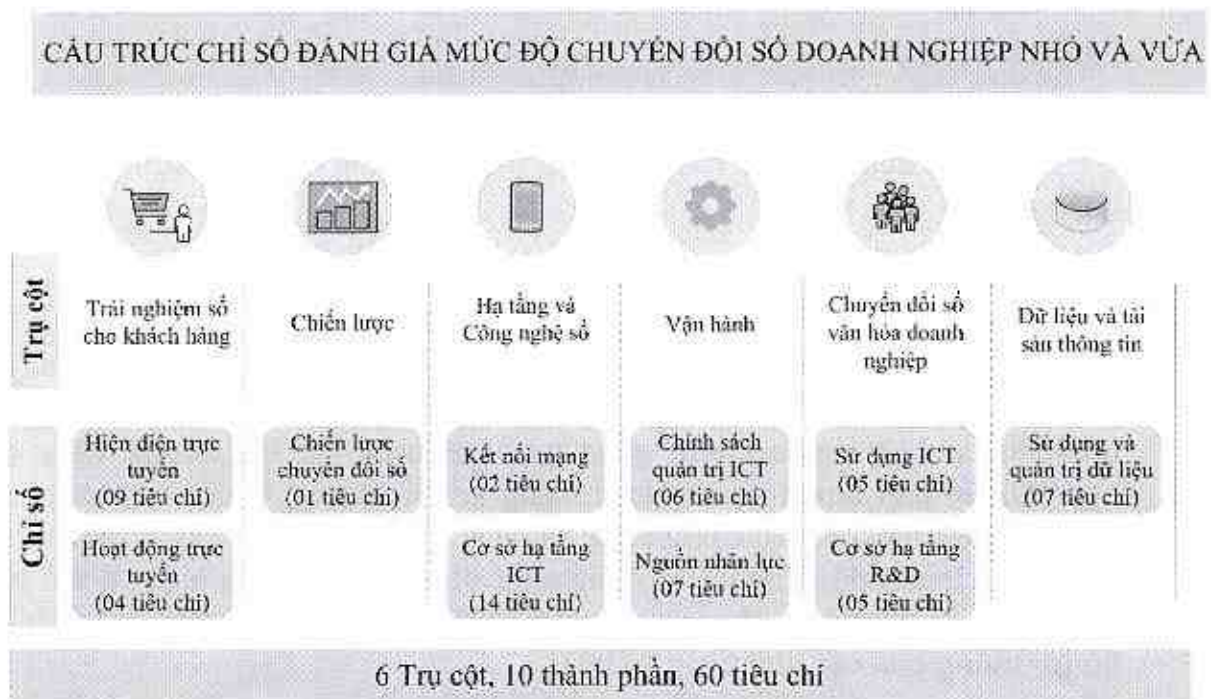 CẤU TRÚC CHỈ SỐ ĐÁNH GIÁ MỨC ĐỘ CHUYỂN ĐỔI SỐ DOANH NGHIỆP NHỎ VÀ VỪA
Trụ cột
Trải nghiệm số
cho khách hàng
Chiến lược
Hạ tầng và
Công nghệ số
Vận hành
Chuyển đổi số
văn hóa doanh
nghiệp
Dữ liệu và tài
sản thông tin
Chỉ số
Hiện diện trực
tuyến
(09 tiêu chí)
Chiến lược
chuyển đổi số
(01 tiêu chí)
Kết nối mạng
(02 tiêu chí)
Chính sách
quản trị ICT
(06 tiêu chí)
Sử dụng ICT
(05 tiêu chí)
Sử dụng và
quản trị dữ liệu
(07 tiêu chí)
Hoạt động trực
tuyến
(04 tiêu chí)
Cơ sở hạ tầng
ICT
(14 tiêu chí)
Nguồn nhân lực
(07 tiêu chí)
Cơ sở hạ tầng
R&D
(05 tiêu chí)
6 Trụ cột, 10 thành phần, 60 tiêu chí